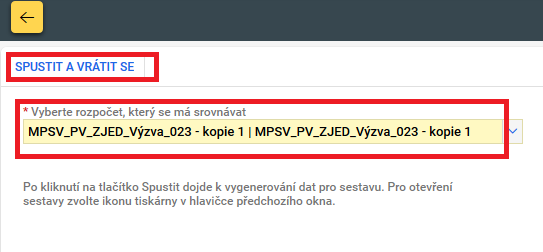 SPUSTIT A VRÁTIT SE
* Vyberte rozpočet, který se má srovnávat
MPSV_PV_ZJED_Výzva_023 - kopie 1 | MPSV_PV_ZJED_Výzva_023 - kopie 1
Po kliknutí na tlačítko Spustit dojde k vygenerování dat pro sestavu. Pro otevření
sestavy zvolte ikonu tiskárny v hlavičce předchozího okna.